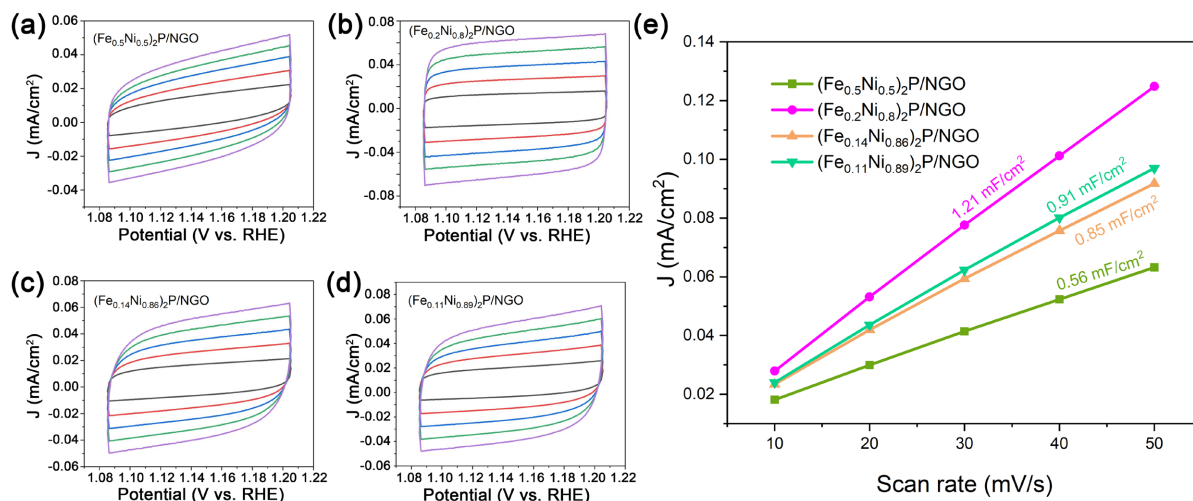 (a)
(Fe0.5Ni0.5)2P/NGO
0.06
0.04
0.02
0.00
-0.02
-0.04
J (mA/cm2)
1.08 1.10 1.12 1.14 1.16 1.18 1.20 1.22
Potential (V vs. RHE)
(b)
(Fe0.2Ni0.8)2P/NGO
0.08
0.04
0.00
-0.04
-0.08
J (mA/cm2)
1.08 1.10 1.12 1.14 1.16 1.18 1.20 1.22
Potential (V vs. RHE)
(c)
(Fe0.14Ni0.86)2P/NGO
0.08
0.06
0.04
0.02
0.00
-0.02
-0.04
-0.06
J (mA/cm2)
1.08 1.10 1.12 1.14 1.16 1.18 1.20 1.22
Potential (V vs. RHE)
(d)
(Fe0.11Ni0.89)2P/NGO
0.08
0.06
0.04
0.02
0.00
-0.02
-0.04
-0.06
J (mA/cm2)
1.08 1.10 1.12 1.14 1.16 1.18 1.20 1.22
Potential (V vs. RHE)
(e)
0.14
0.12
0.10
0.08
0.06
0.04
0.02
J (mA/cm2)
(Fe0.5Ni0.5)2P/NGO
(Fe0.2Ni0.8)2P/NGO
(Fe0.14Ni0.86)2P/NGO
(Fe0.11Ni0.89)2P/NGO
1.21 mF/cm2
0.91 mF/cm2
0.85 mF/cm2
0.56 mF/cm2
10 20 30 40 50
Scan rate (mV/s)